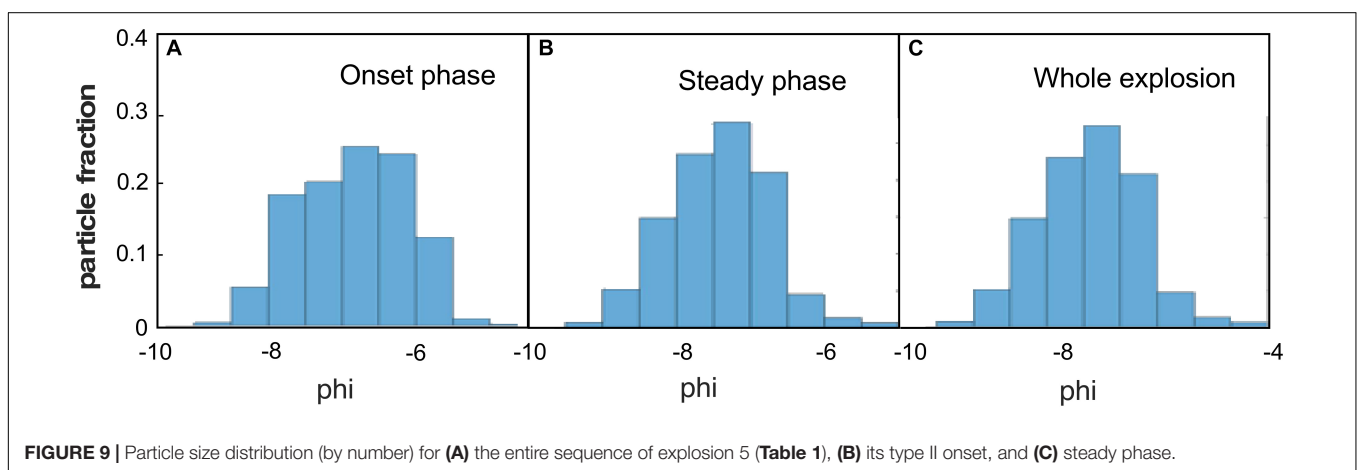 A
Onset phase
B
Steady phase
C
Whole explosion
0.4
0.3
0.2
0.1
0
particle fraction
-10 -8 -6 -10 -8 -6 -10 -8 -4
phi phi phi
FIGURE 9 | Particle size distribution (by number) for (A) the entire sequence of explosion 5 (Table 1), (B) its type II onset, and (C) steady phase.